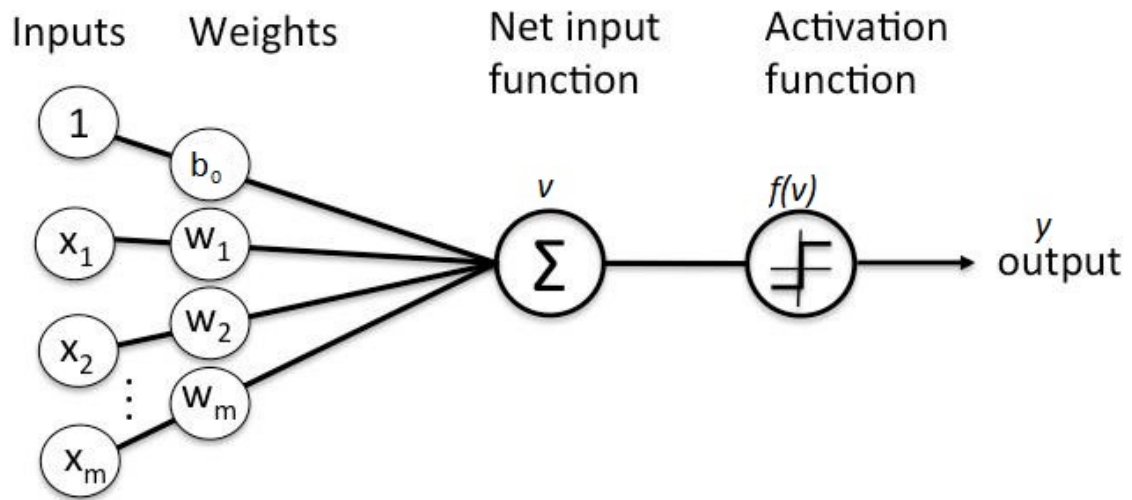 Inputs
Weights
Net input
function
Activation
function
1
b₀
x₁
w₁
x₂
w₂
⋮
xₘ
wₘ
v
Σ
f(v)
y
output